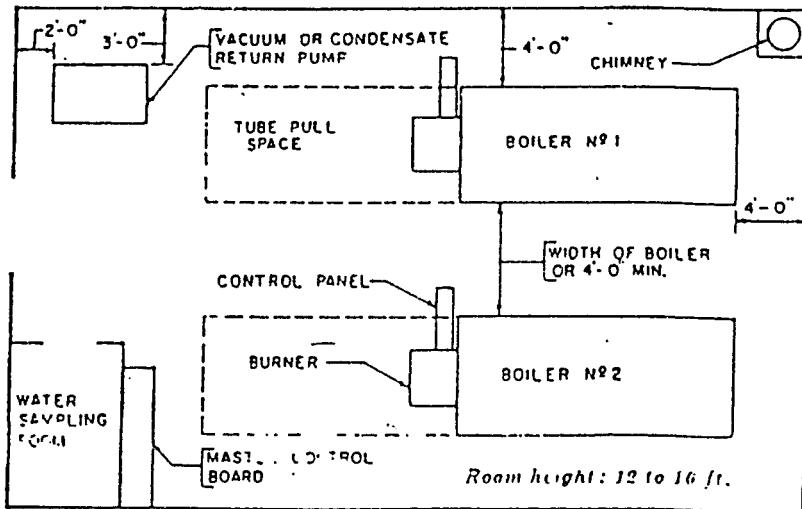 2'-0"
3'-0"
VACUUM OR CONDENSATE
RETURN PUMP
4'-0"
CHIMNEY
TUBE PULL
SPACE
BOILER Nº 1
4'-0"
WIDTH OF BOILER
OR 4'-0" MIN.
CONTROL PANEL
BURNER
BOILER Nº 2
WATER
SAMPLING
BOARD
Room height: 12 to 16 ft.